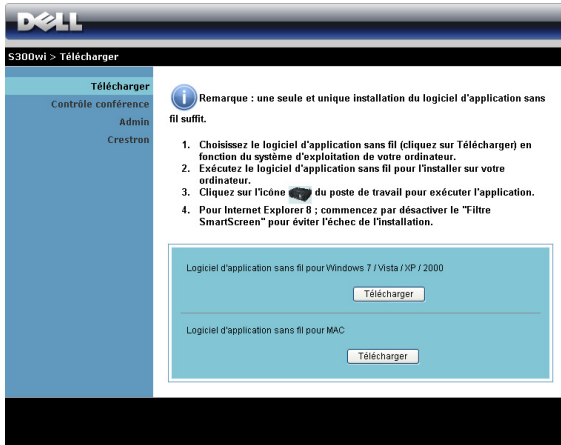 DELL
S300wi > Télécharger
Télécharger
Contrôle conférence
Admin
Crestron
Remarque : une seule et unique installation du logiciel d'application sans
fil suffit.
1. Choisissez le logiciel d'application sans fil (cliquez sur Télécharger) en
fonction du système d'exploitation de votre ordinateur.
2. Exécutez le logiciel d'application sans fil pour l'installer sur votre
ordinateur.
3. Cliquez sur l'icône du poste de travail pour exécuter l'application.
4. Pour Internet Explorer 8 ; commencez par désactiver le "Filtre
SmartScreen" pour éviter l'échec de l'installation.
Logiciel d'application sans fil pour Windows 7 / Vista / XP / 2000
Télécharger
Logiciel d'application sans fil pour MAC
Télécharger